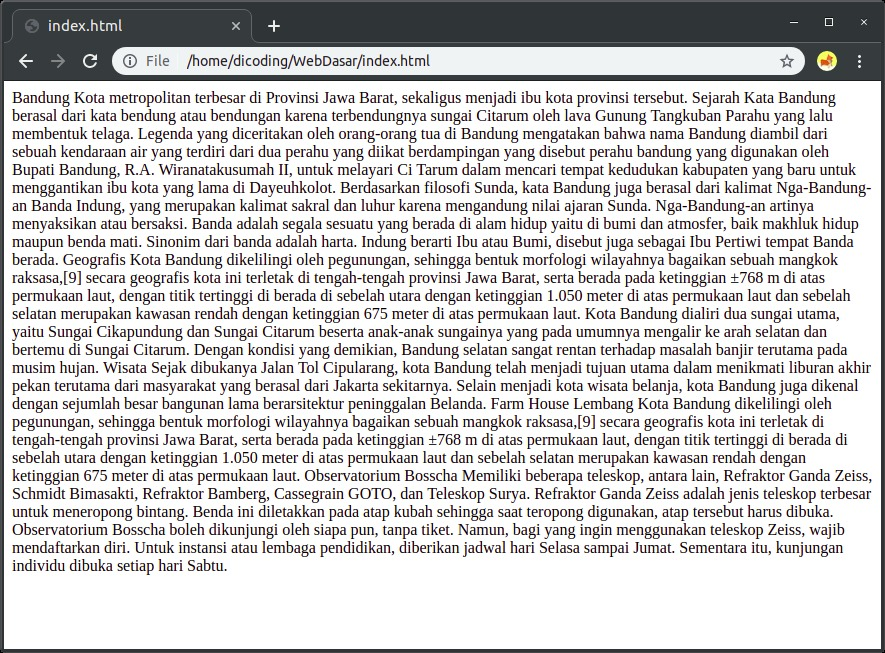 index.html
File /home/dicoding/WebDasar/index.html
Bandung Kota metropolitan terbesar di Provinsi Jawa Barat, sekaligus menjadi ibu kota provinsi tersebut. Sejarah Kata Bandung
berasal dari kata bendung atau bendungan karena terbendungnya sungai Citarum oleh lava Gunung Tangkuban Parahu yang lalu
membentuk telaga. Legenda yang diceritakan oleh orang-orang tua di Bandung mengatakan bahwa nama Bandung diambil dari
sebuah kendaraan air yang terdiri dari dua perahu yang diikat berdampingan yang disebut perahu bandung yang digunakan oleh
Bupati Bandung, R.A. Wiranatakusumah II, untuk melayari Ci Tarum dalam mencari tempat kedudukan kabupaten yang baru untuk
menggantikan ibu kota yang lama di Dayeuhkolot. Berdasarkan filosofi Sunda, kata Bandung juga berasal dari kalimat Nga-Bandung-
an Banda Indung, yang merupakan kalimat sakral dan luhur karena mengandung nilai ajaran Sunda. Nga-Bandung-an artinya
menyaksikan atau bersaksi. Banda adalah segala sesuatu yang berada di alam hidup yaitu di bumi dan atmosfer, baik makhluk hidup
maupun benda mati. Sinonim dari banda adalah harta. Indung berarti Ibu atau Bumi, disebut juga sebagai Ibu Pertiwi tempat Banda
berada. Geografis Kota Bandung dikelilingi oleh pegunungan, sehingga bentuk morfologi wilayahnya bagaikan sebuah mangkok
raksasa,[9] secara geografis kota ini terletak di tengah-tengah provinsi Jawa Barat, serta berada pada ketinggian ±768 m di atas
permukaan laut, dengan titik tertinggi di berada di sebelah utara dengan ketinggian 1.050 meter di atas permukaan laut dan sebelah
selatan merupakan kawasan rendah dengan ketinggian 675 meter di atas permukaan laut. Kota Bandung dialiri dua sungai utama,
yaitu Sungai Cikapundung dan Sungai Citarum beserta anak-anak sungainya yang pada umumnya mengalir ke arah selatan dan
bertemu di Sungai Citarum. Dengan kondisi yang demikian, Bandung selatan sangat rentan terhadap masalah banjir terutama pada
musim hujan. Wisata Sejak dibukanya Jalan Tol Cipularang, kota Bandung telah menjadi tujuan utama dalam menikmati liburan akhir
pekan terutama dari masyarakat yang berasal dari Jakarta sekitarnya. Selain menjadi kota wisata belanja, kota Bandung juga dikenal
dengan sejumlah besar bangunan lama berarsitektur peninggalan Belanda. Farm House Lembang Kota Bandung dikelilingi oleh
pegunungan, sehingga bentuk morfologi wilayahnya bagaikan sebuah mangkok raksasa,[9] secara geografis kota ini terletak di
tengah-tengah provinsi Jawa Barat, serta berada pada ketinggian ±768 m di atas permukaan laut, dengan titik tertinggi di berada di
sebelah utara dengan ketinggian 1.050 meter di atas permukaan laut dan sebelah selatan merupakan kawasan rendah dengan
ketinggian 675 meter di atas permukaan laut. Observatorium Bosscha Memiliki beberapa teleskop, antara lain, Refraktor Ganda Zeiss,
Schmidt Bimasakti, Refraktor Bamberg, Cassegrain GOTO, dan Teleskop Surya. Refraktor Ganda Zeiss adalah jenis teleskop terbesar
untuk meneropong bintang. Benda ini diletakkan pada atap kubah sehingga saat teropong digunakan, atap tersebut harus dibuka.
Observatorium Bosscha boleh dikunjungi oleh siapa pun, tanpa tiket. Namun, bagi yang ingin menggunakan teleskop Zeiss, wajib
mendaftarkan diri. Untuk instansi atau lembaga pendidikan, diberikan jadwal hari Selasa sampai Jumat. Sementara itu, kunjungan
individu dibuka setiap hari Sabtu.